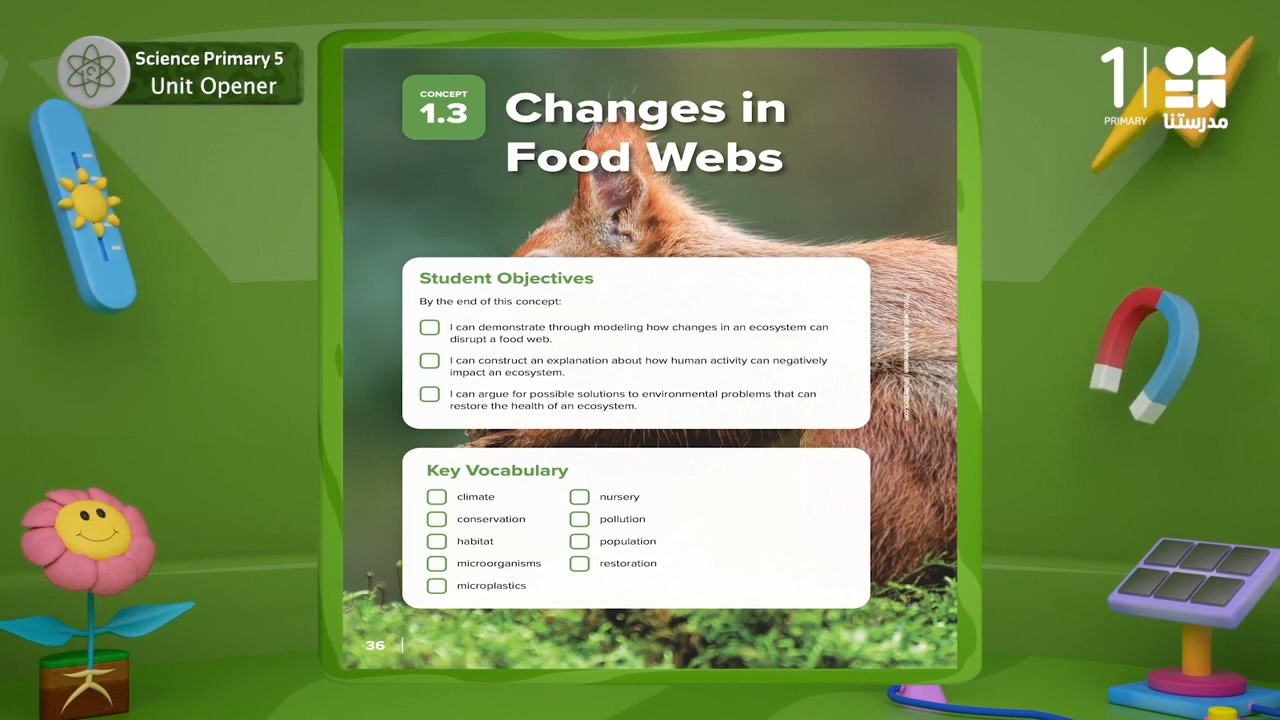 Science Primary 5
Unit Opener
1
PRIMARY
مدرستنا
CONCEPT
1.3
Changes in
Food Webs
Student Objectives
By the end of this concept:
I can demonstrate through modeling how changes in an ecosystem can
disrupt a food web.
I can construct an explanation about how human activity can negatively
impact an ecosystem.
I can argue for possible solutions to environmental problems that can
restore the health of an ecosystem.
Key Vocabulary
climate
conservation
habitat
microorganisms
microplastics
nursery
pollution
population
restoration
36